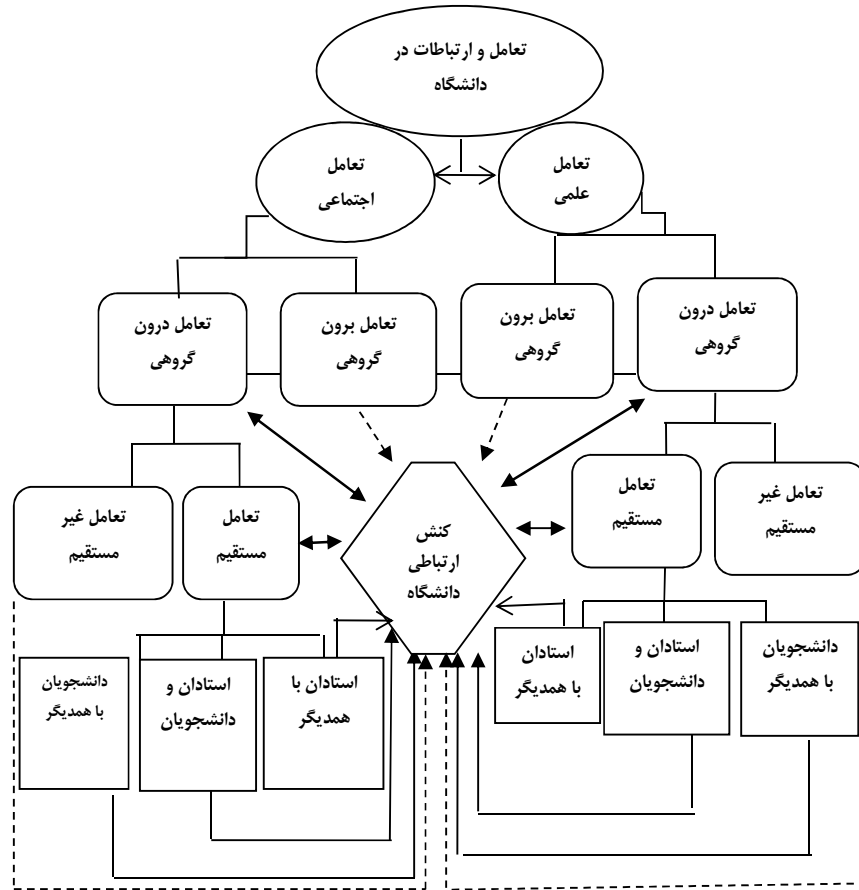 تعامل و ارتباطات در
دانشگاه
تعامل
علمی
تعامل
اجتماعی
تعامل درون
گروهی
تعامل برون
گروهی
تعامل برون
گروهی
تعامل درون
گروهی
تعامل غیر
مستقیم
تعامل
مستقیم
کنش
ارتباطی
دانشگاه
تعامل
مستقیم
تعامل غیر
مستقیم
دانشجویان
با همدیگر
استادان و
دانشجویان
استادان
با همدیگر
استادان با
همدیگر
استادان و
دانشجویان
دانشجویان
با همدیگر